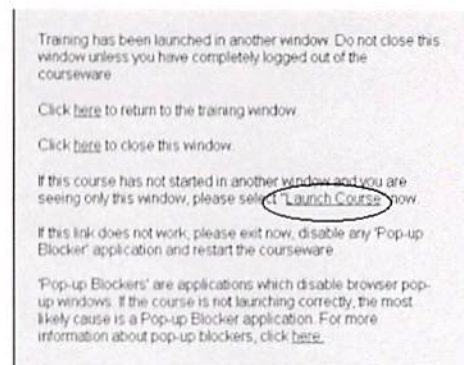 Training has been launched in another window. Do not close this
window unless you have completely logged out of the
courseware.
Click here to return to the training window.
Click here to close this window.
If this course has not started in another window and you are
seeing only this window, please select "Launch Course" now.
If this link does not work, please exit now, disable any 'Pop-up
Blocker' application and restart the courseware.
'Pop-up Blockers' are applications which disable browser pop-
up windows. If the course is not launching correctly, the most
likely cause is a Pop-up Blocker application. For more
information about pop-up blockers, click here.